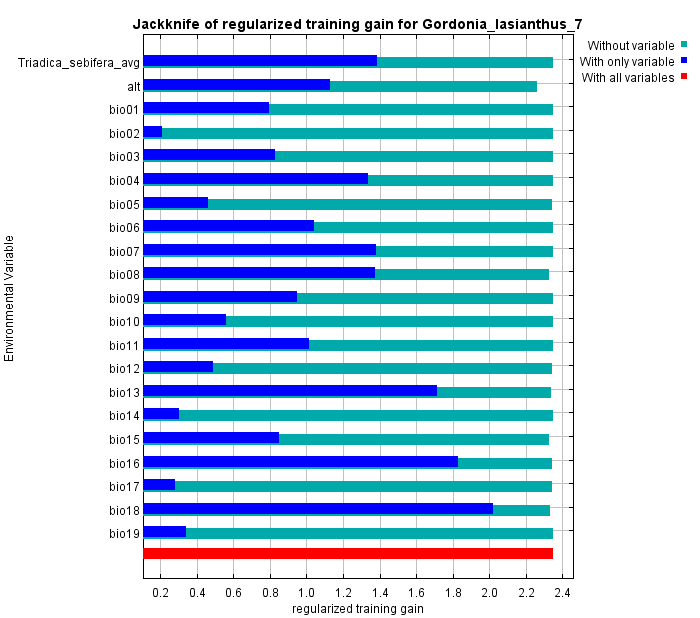 Jackknife of regularized training gain for Gordonia_lasianthus_7
Without variable
With only variable
With all variables
Environmental Variable
Triadica_sebifera_avg
alt
bio01
bio02
bio03
bio04
bio05
bio06
bio07
bio08
bio09
bio10
bio11
bio12
bio13
bio14
bio15
bio16
bio17
bio18
bio19
0.2 0.4 0.6 0.8 1.0 1.2 1.4 1.6 1.8 2.0 2.2 2.4
regularized training gain